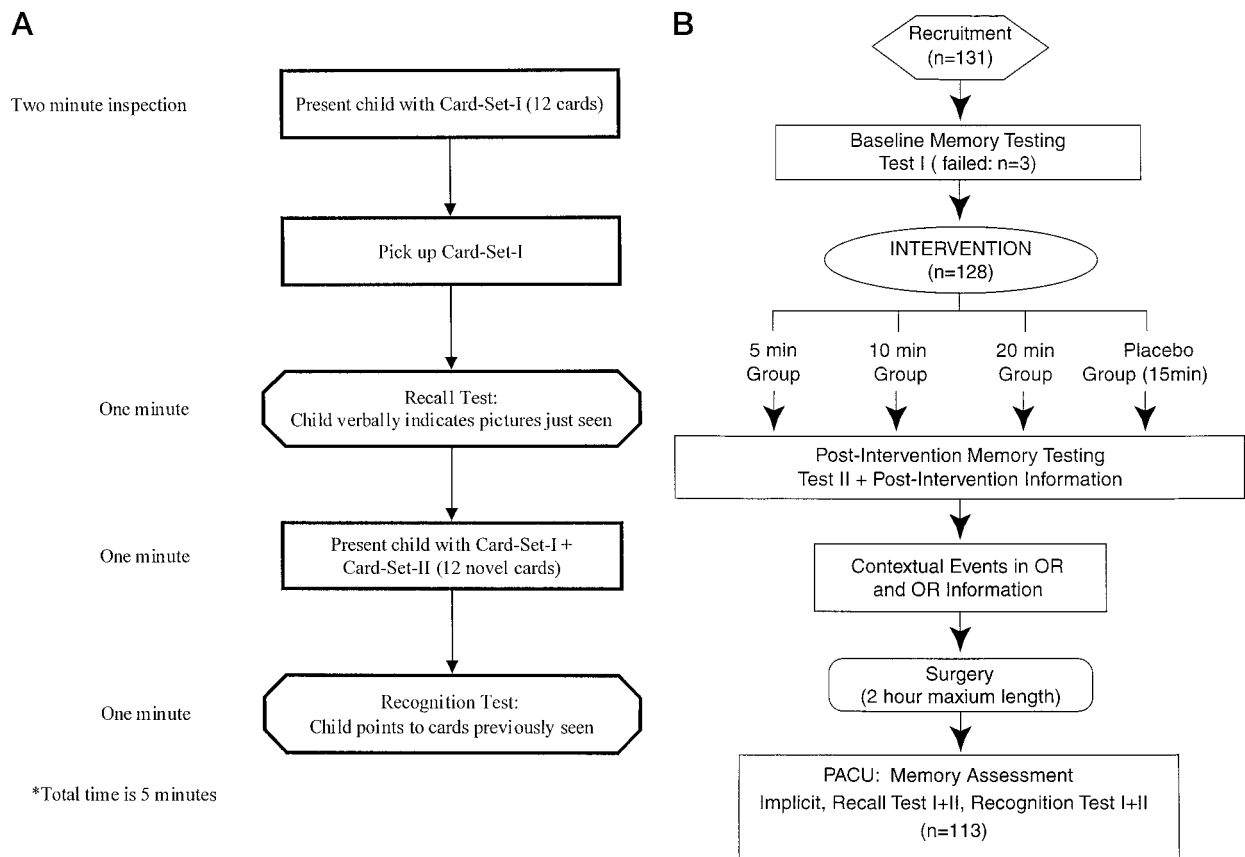 A
Two minute inspection
Present child with Card-Set-I (12 cards)
Pick up Card-Set-I
One minute
Recall Test:
Child verbally indicates pictures just seen
One minute
Present child with Card-Set-I +
Card-Set-II (12 novel cards)
One minute
Recognition Test:
Child points to cards previously seen
*Total time is 5 minutes
B
Recruitment
(n=131)
Baseline Memory Testing
Test I ( failed: n=3)
INTERVENTION
(n=128)
5 min
Group
10 min
Group
20 min
Group
Placebo
Group (15min)
Post-Intervention Memory Testing
Test II + Post-Intervention Information
Contextual Events in OR
and OR Information
Surgery
(2 hour maxium length)
PACU: Memory Assessment
Implicit, Recall Test I+II, Recognition Test I+II
(n=113)